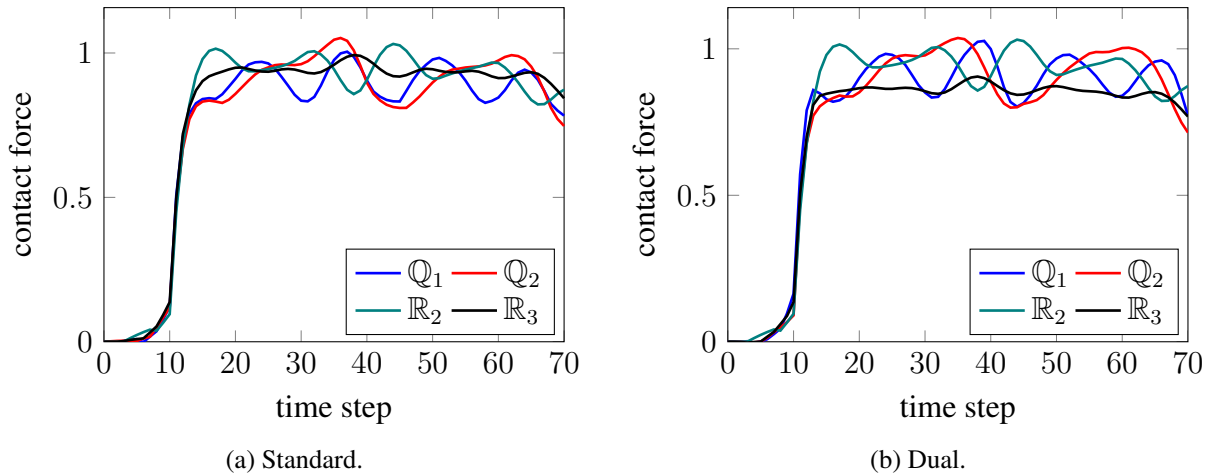 1
0.5
0
contact force
0 10 20 30 40 50 60 70
time step
ℚ1 ℚ2
ℝ2 ℝ3
(a) Standard.
1
0.5
0
contact force
0 10 20 30 40 50 60 70
time step
ℚ1 ℚ2
ℝ2 ℝ3
(b) Dual.